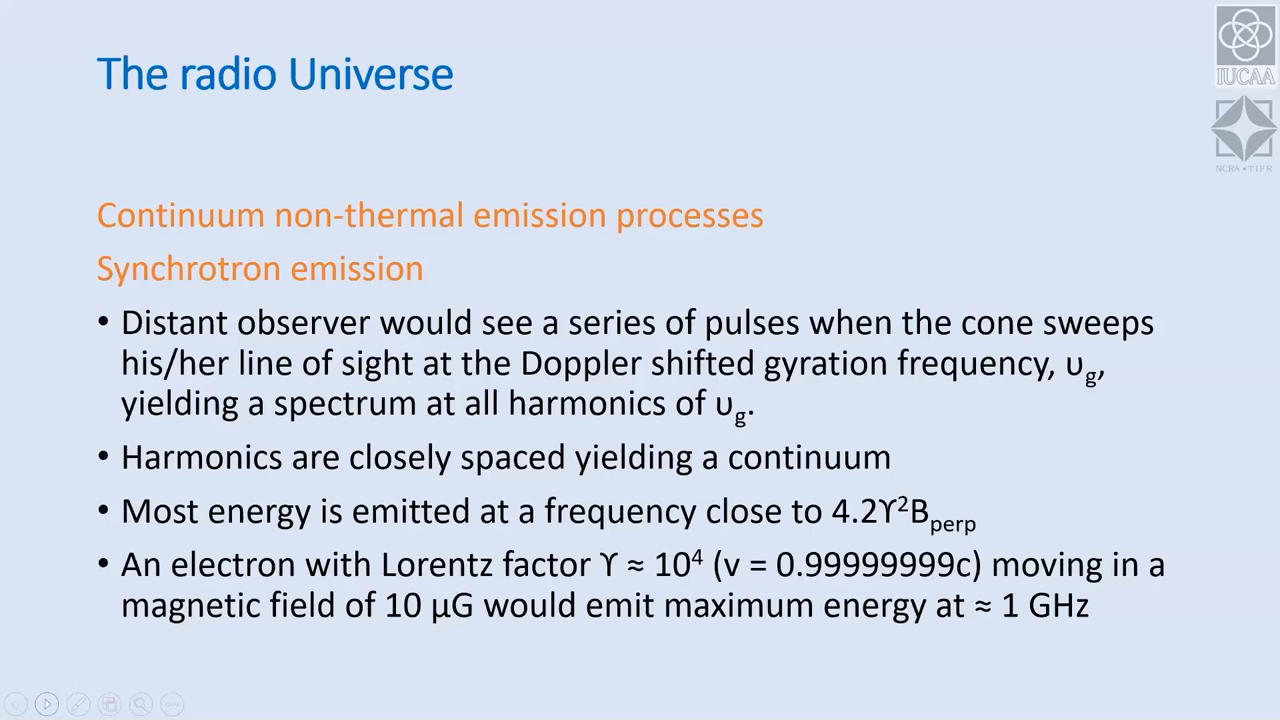 The radio Universe
IUCAA
NCRA•TIFR
Continuum non-thermal emission processes
Synchrotron emission
• Distant observer would see a series of pulses when the cone sweeps
his/her line of sight at the Doppler shifted gyration frequency, υg,
yielding a spectrum at all harmonics of υg.
• Harmonics are closely spaced yielding a continuum
• Most energy is emitted at a frequency close to 4.2ϒ²Bperp
• An electron with Lorentz factor ϒ ≈ 10⁴ (v = 0.99999999c) moving in a
magnetic field of 10 μG would emit maximum energy at ≈ 1 GHz